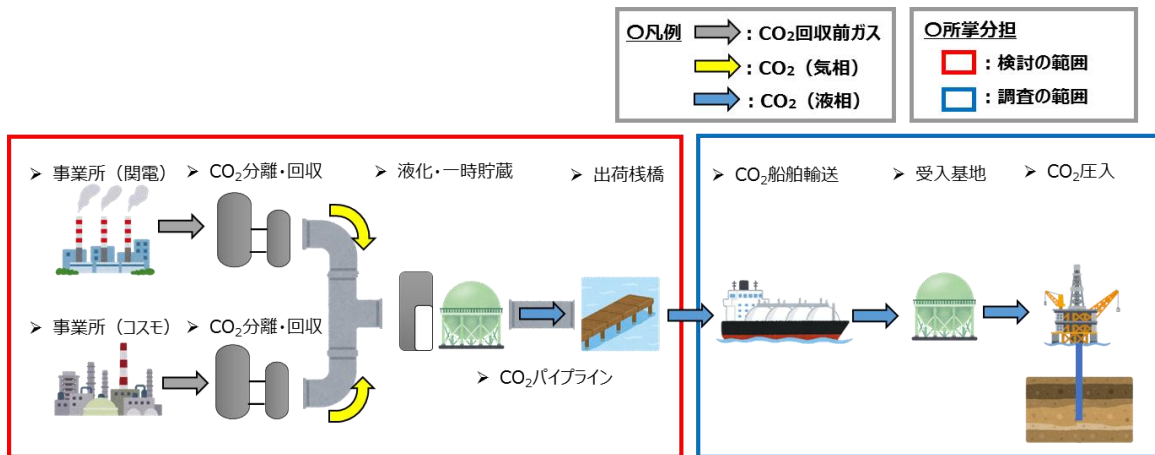 〇凡例
：CO₂回収前ガス
：CO₂（気相）
：CO₂（液相）
〇所掌分担
：検討の範囲
：調査の範囲
➢ 事業所（関電）
➢ CO₂分離・回収
➢ 液化・一時貯蔵
➢ 出荷桟橋
➢ CO₂船舶輸送
➢ 受入基地
➢ CO₂圧入
➢ 事業所（コスモ）
➢ CO₂分離・回収
➢ CO₂パイプライン